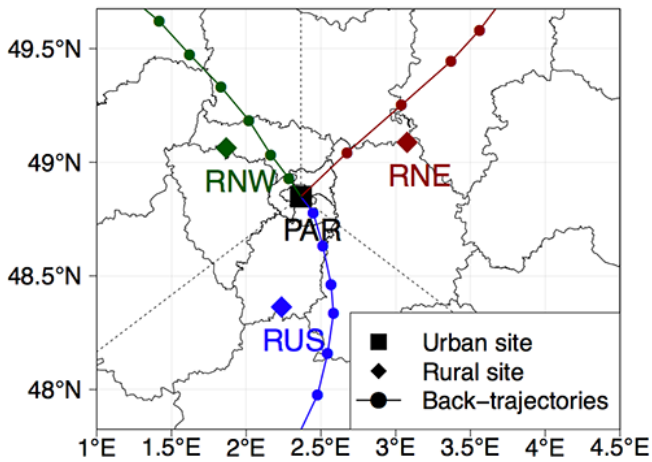 49.5°N
49°N
48.5°N
48°N
RNW
RNE
PAR
RUS
Urban site
Rural site
Back−trajectories
1°E
1.5°E
2°E
2.5°E
3°E
3.5°E
4°E
4.5°E